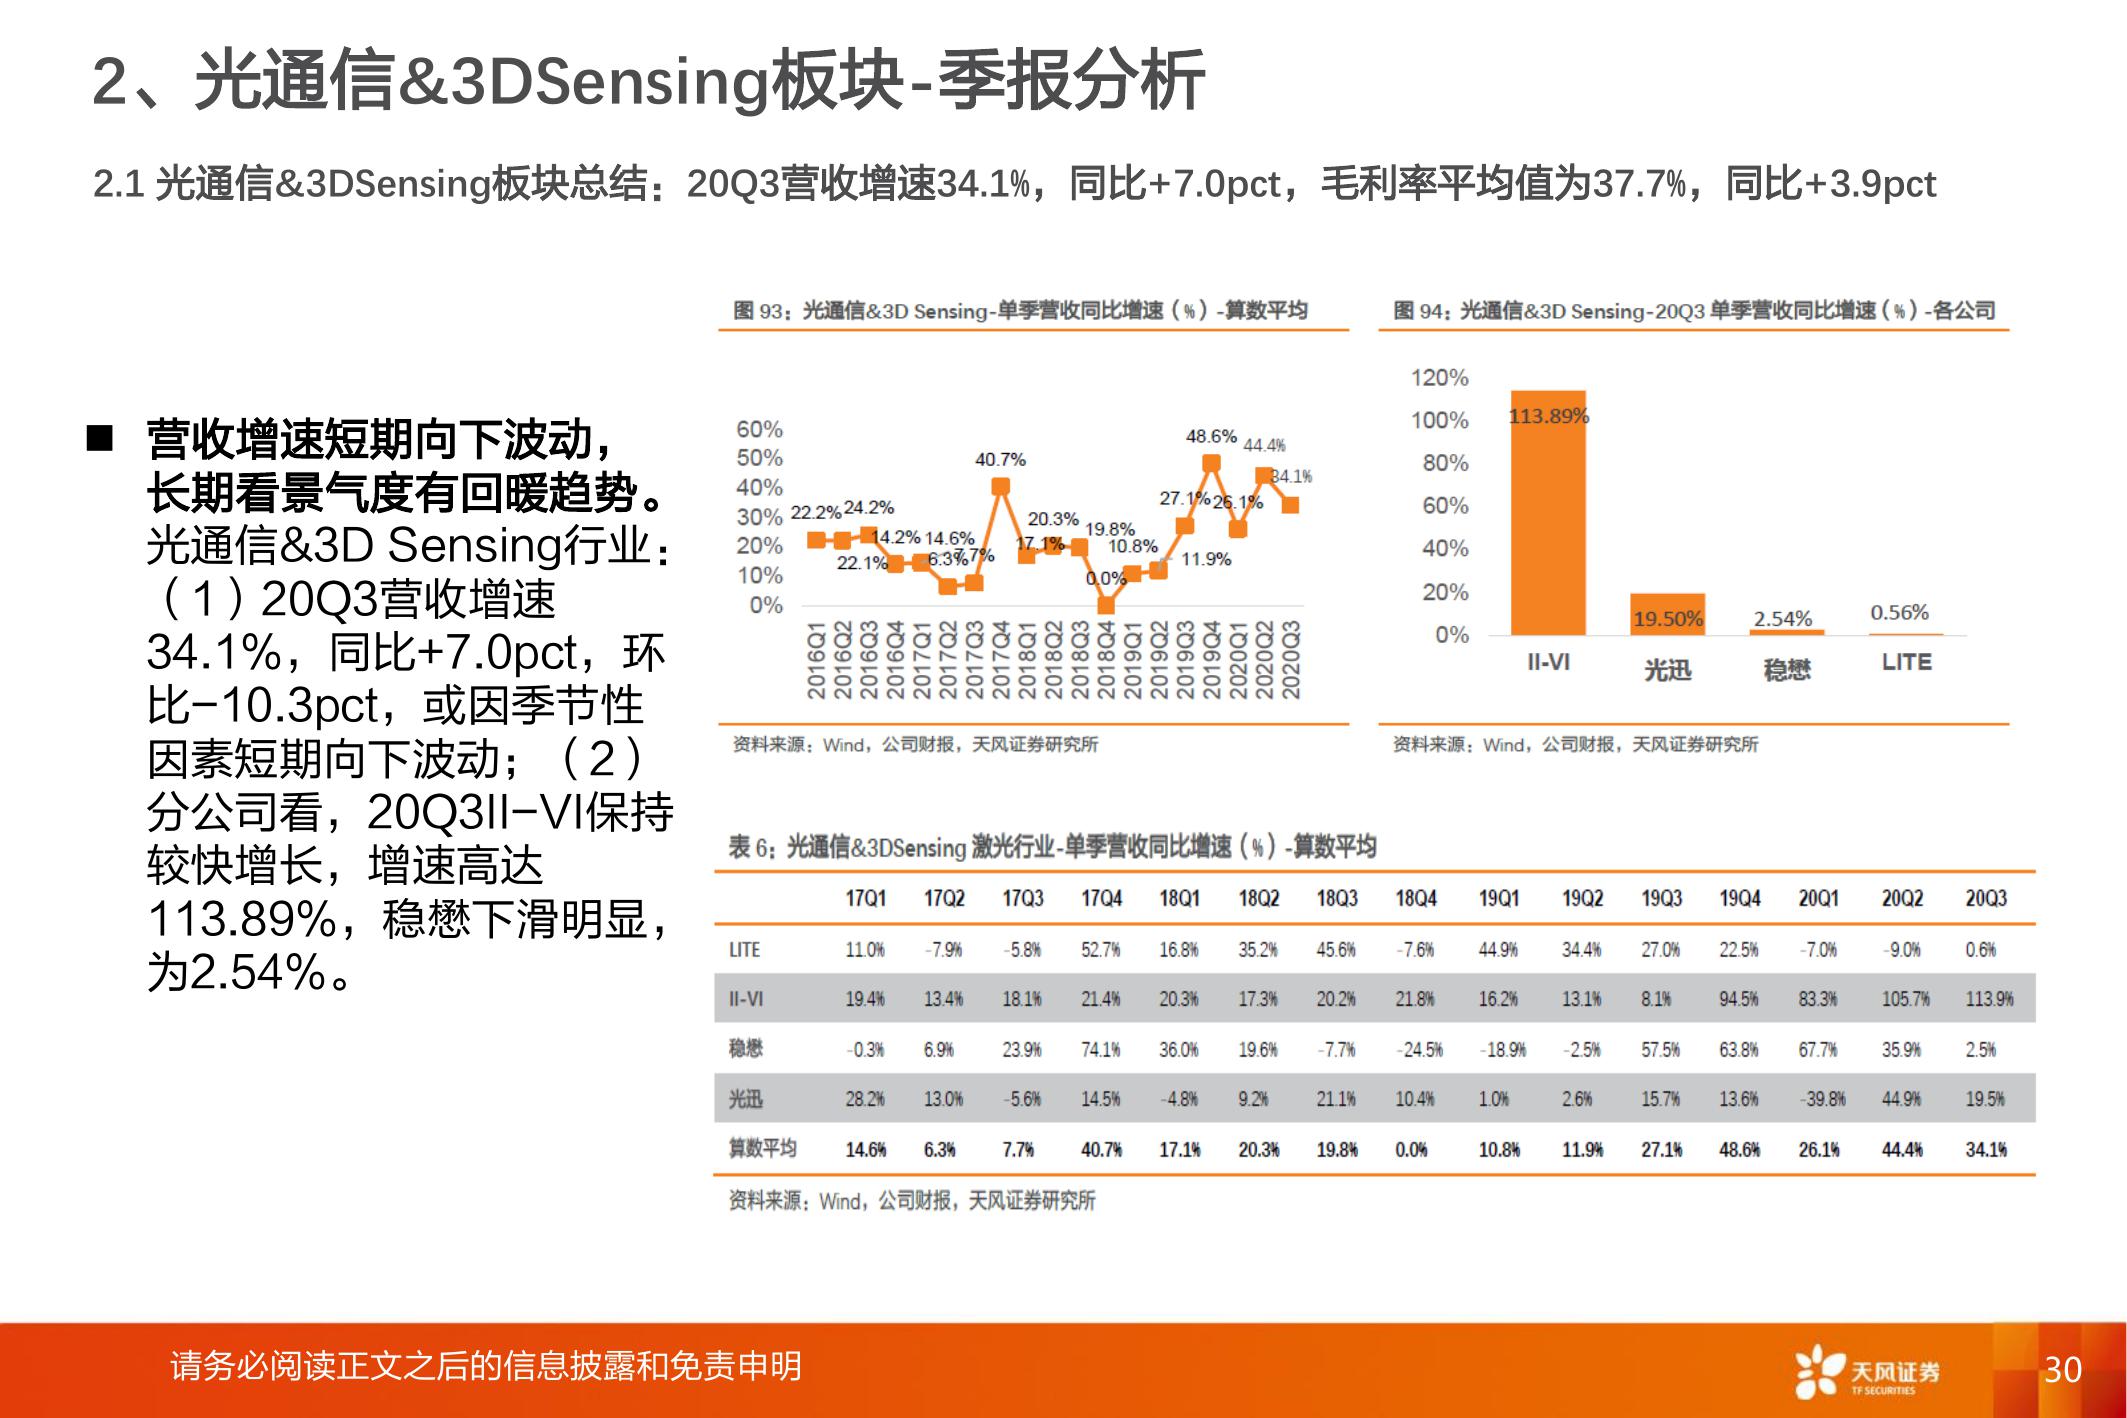 2、光通信&3DSensing板块-季报分析
2.1 光通信&3DSensing板块总结：20Q3营收增速34.1%，同比+7.0pct，毛利率平均值为37.7%，同比+3.9pct
■ 营收增速短期向下波动，
长期看景气度有回暖趋势。
光通信&3D Sensing行业：
（1）20Q3营收增速
34.1%，同比+7.0pct，环
比-10.3pct，或因季节性
因素短期向下波动；（2）
分公司看，20Q3II-VI保持
较快增长，增速高达
113.89%，稳懋下滑明显，
为2.54%。
图 93：光通信&3D Sensing-单季营收同比增速（%）-算数平均
60%
50%
40%
30%
20%
10%
0%
22.2%
22.1%
24.2%
14.2%
14.6%
6.3%
7.7%
40.7%
17.1%
20.3%
19.8%
0.0%
10.8%
11.9%
27.1%
48.6%
26.1%
44.4%
34.1%
2016Q1
2016Q2
2016Q3
2016Q4
2017Q1
2017Q2
2017Q3
2017Q4
2018Q1
2018Q2
2018Q3
2018Q4
2019Q1
2019Q2
2019Q3
2019Q4
2020Q1
2020Q2
2020Q3
资料来源：Wind，公司财报，天风证券研究所
图 94：光通信&3D Sensing-20Q3 单季营收同比增速（%）-各公司
120%
100%
80%
60%
40%
20%
0%
113.89%
19.50%
2.54%
0.56%
II-VI 光迅 稳懋 LITE
资料来源：Wind，公司财报，天风证券研究所
表 6：光通信&3DSensing 激光行业-单季营收同比增速（%）-算数平均
17Q1 17Q2 17Q3 17Q4 18Q1 18Q2 18Q3 18Q4 19Q1 19Q2 19Q3 19Q4 20Q1 20Q2 20Q3
LITE 11.0% -7.9% -5.8% 52.7% 16.8% 35.2% 45.6% -7.6% 44.9% 34.4% 27.0% 22.5% -7.0% -9.0% 0.6%
II-VI 19.4% 13.4% 18.1% 21.4% 20.3% 17.3% 20.2% 21.8% 16.2% 13.1% 8.1% 94.5% 83.3% 105.7% 113.9%
稳懋 -0.3% 6.9% 23.9% 74.1% 36.0% 19.6% -7.7% -24.5% -18.9% -2.5% 57.5% 63.8% 67.7% 35.9% 2.5%
光迅 28.2% 13.0% -5.6% 14.5% -4.8% 9.2% 21.1% 10.4% 1.0% 2.6% 15.7% 13.6% -39.8% 44.9% 19.5%
算数平均 14.6% 6.3% 7.7% 40.7% 17.1% 20.3% 19.8% 0.0% 10.8% 11.9% 27.1% 48.6% 26.1% 44.4% 34.1%
资料来源：Wind，公司财报，天风证券研究所
请务必阅读正文之后的信息披露和免责申明
天风证券
TF SECURITIES
30